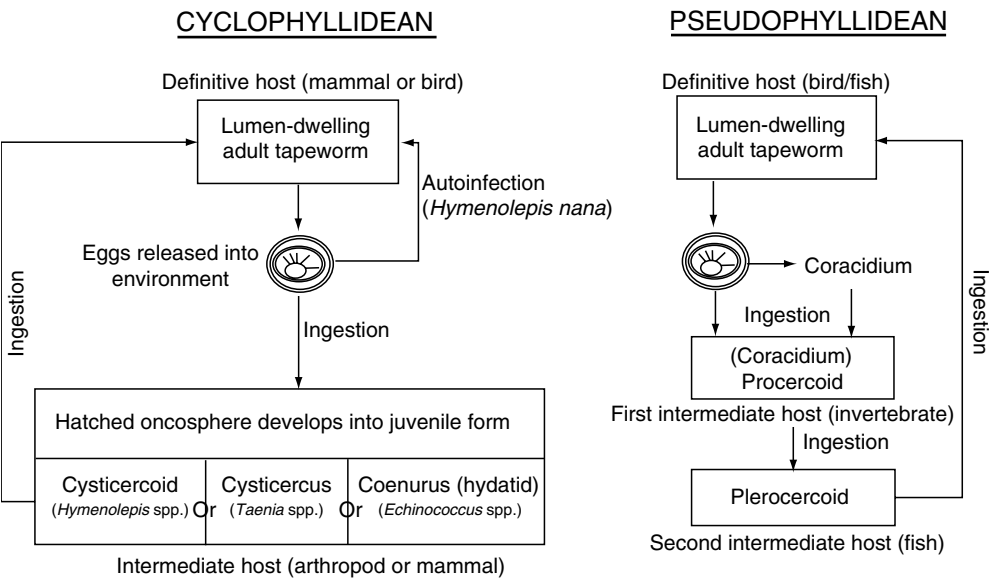 CYCLOPHYLLIDEAN
Definitive host (mammal or bird)
Lumen-dwelling
adult tapeworm
Autoinfection
(Hymenolepis nana)
Eggs released into
environment
Ingestion
Ingestion
Hatched oncosphere develops into juvenile form
Cysticercoid
(Hymenolepis spp.)
Or
Cysticercus
(Taenia spp.)
Or
Coenurus (hydatid)
(Echinococcus spp.)
Intermediate host (arthropod or mammal)
PSEUDOPHYLLIDEAN
Definitive host (bird/fish)
Lumen-dwelling
adult tapeworm
Coracidium
Ingestion
(Coracidium)
Procercoid
First intermediate host (invertebrate)
Ingestion
Plerocercoid
Second intermediate host (fish)
Ingestion